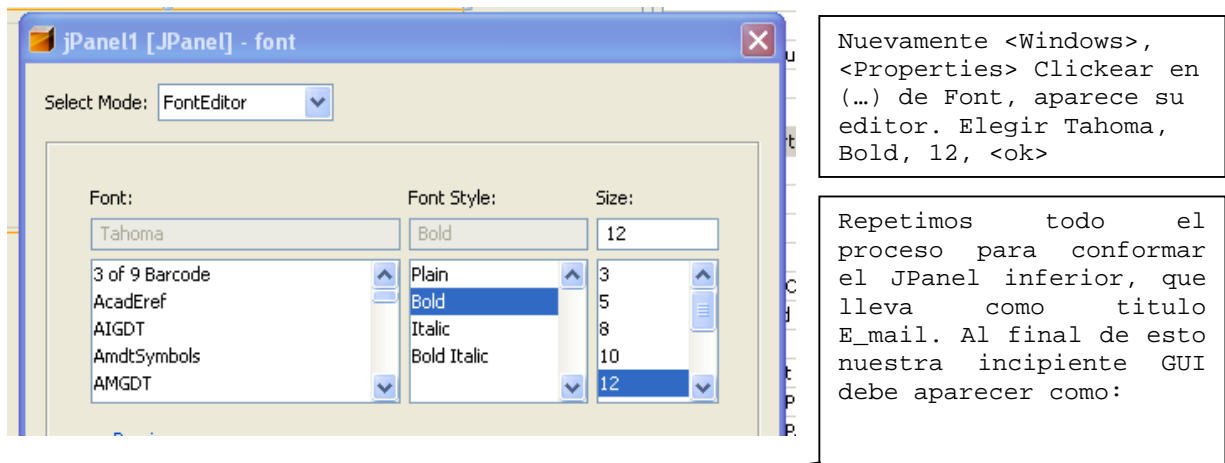 jPanel1 [JPanel] - font
Select Mode: FontEditor
Font: Font Style: Size:
Tahoma Bold 12
3 of 9 Barcode Plain 3
AcadEref Bold 5
AIGDT Italic 8
AmdtSymbols Bold Italic 10
AMGDT 12
Nuevamente <Windows>,
<Properties> Clickear en
(…) de Font, aparece su
editor. Elegir Tahoma,
Bold, 12, <ok>
Repetimos todo el
proceso para conformar
el JPanel inferior, que
lleva como titulo
E_mail. Al final de esto
nuestra incipiente GUI
debe aparecer como: